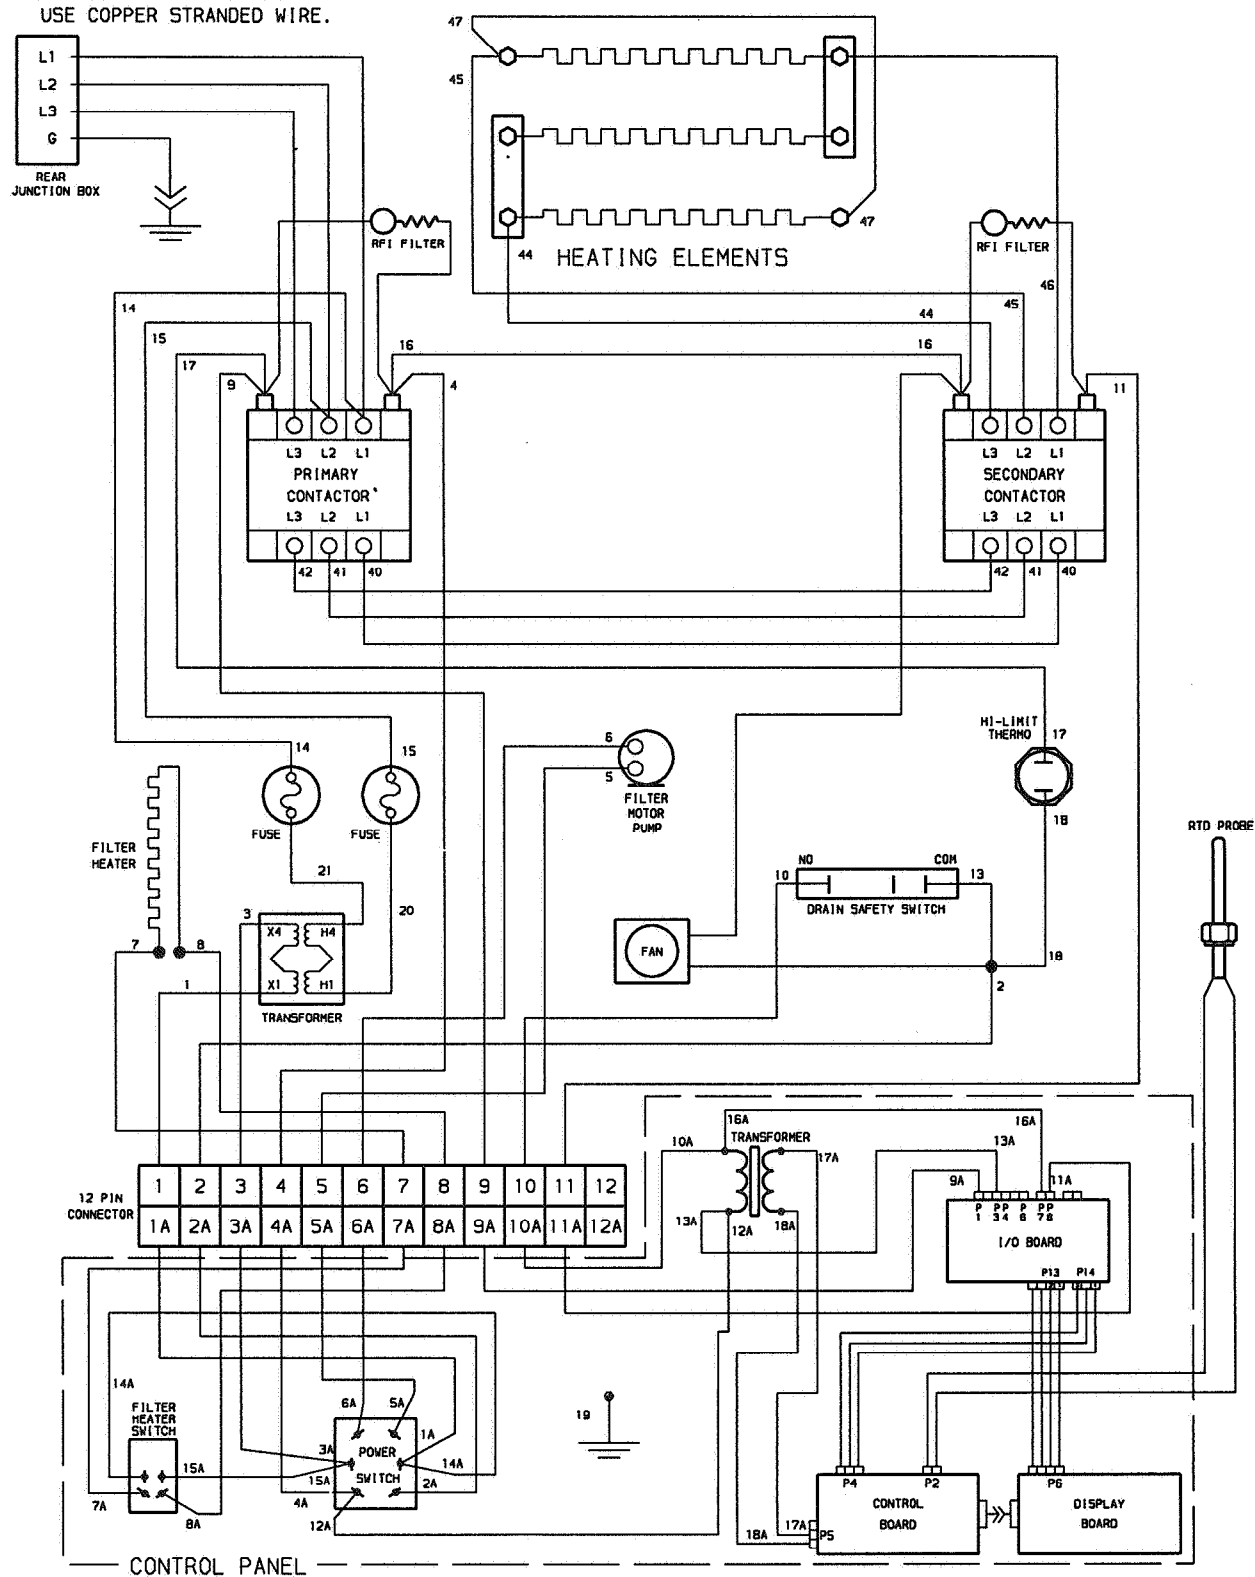 USE COPPER STRANDED WIRE.
47
L1
L2
L3
G
45
REAR
JUNCTION BOX
RFI FILTER
44
47
HEATING ELEMENTS
RFI FILTER
46
14
45
44
15
16
16
17
9
4
11
L3 L2 L1
PRIMARY
CONTACTOR
L3 L2 L1
L3 L2 L1
SECONDARY
CONTACTOR
L3 L2 L1
42 41 40
42 41 40
HI-LIMIT
THERMO
17
6
5
FILTER
MOTOR
PUMP
14
15
FUSE
FUSE
18
RTD PROBE
FILTER
HEATER
21
NO
COM
10
13
DRAIN SAFETY SWITCH
3
20
X4 H4
7
8
FAN
18
1
X1 H1
2
TRANSFORMER
16A
16A
TRANSFORMER
10A
13A
17A
12 PIN
CONNECTOR
1 2 3 4 5 6 7 8 9 10 11 12
1A 2A 3A 4A 5A 6A 7A 8A 9A 10A 11A 12A
9A
11A
13A
12A
18A
P P P P P P
1 3 4 6 7 8
I/O BOARD
P13 P14
14A
FILTER
HEATER
SWITCH
6A
5A
19
1A
3A
POWER
SWITCH
14A
15A
15A
2A
7A
4A
8A
12A
P4
P2
P6
CONTROL
BOARD
DISPLAY
BOARD
17A
18A
P5
CONTROL PANEL